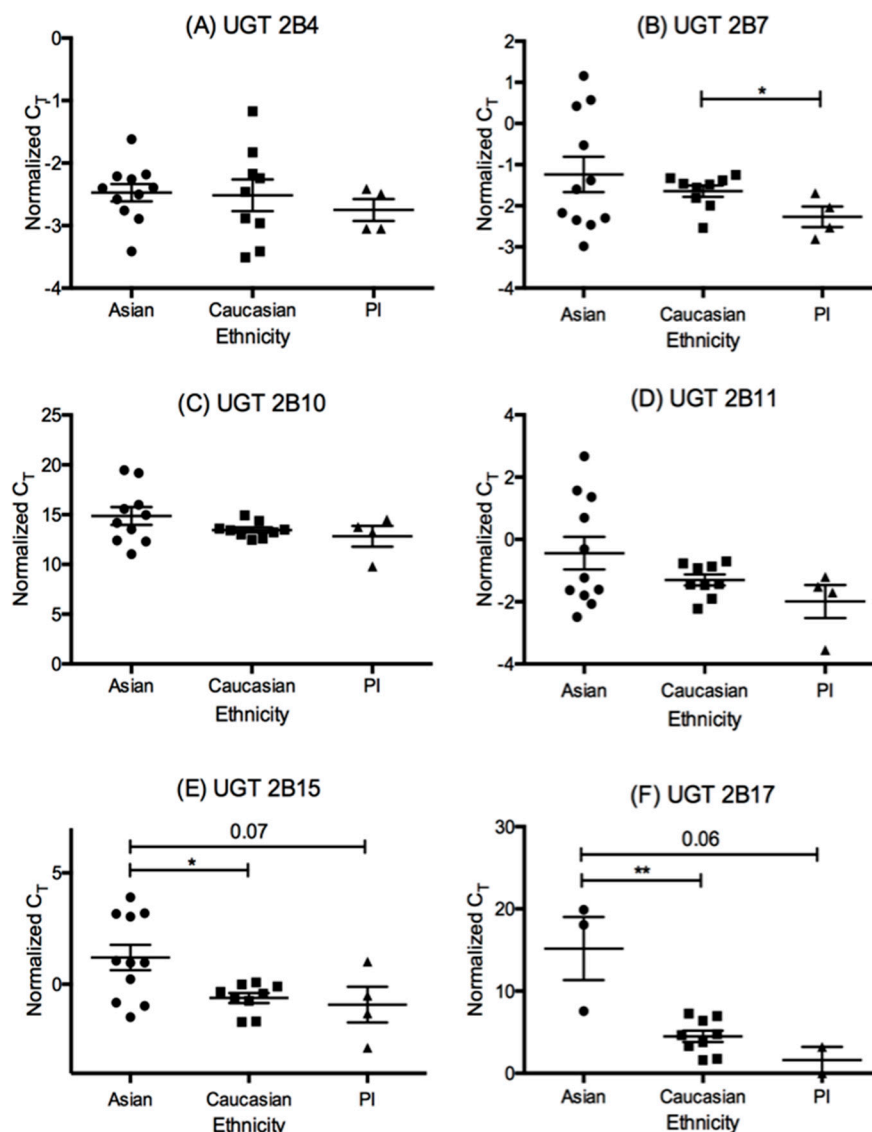 (A) UGT 2B4
Normalized CT
0
-1
-2
-3
-4
Asian
Caucasian
PI
Ethnicity
(B) UGT 2B7
Normalized CT
2
1
0
-1
-2
-3
-4
*
Asian
Caucasian
PI
Ethnicity
(C) UGT 2B10
Normalized CT
25
20
15
10
5
0
Asian
Caucasian
PI
Ethnicity
(D) UGT 2B11
Normalized CT
4
2
0
-2
-4
Asian
Caucasian
PI
Ethnicity
(E) UGT 2B15
Normalized CT
5
0
0.07
*
Asian
Caucasian
PI
Ethnicity
(F) UGT 2B17
Normalized CT
30
20
10
0
0.06
**
Asian
Caucasian
PI
Ethnicity